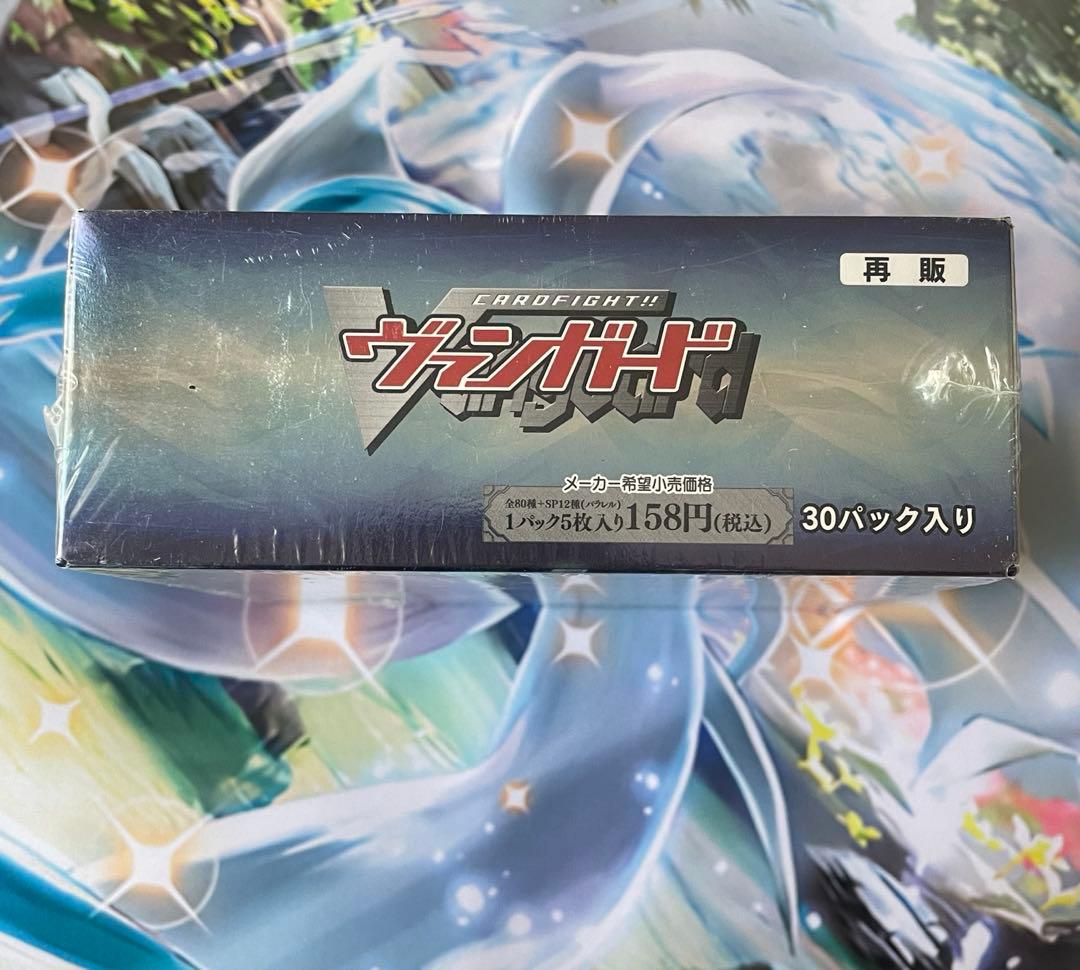 再販
CARDFIGHT!!
ヴァンガード
Vanguard
メーカー希望小売価格
全80種+SP12種(パラレル)
1パック5枚入り158円(税込)
30パック入り